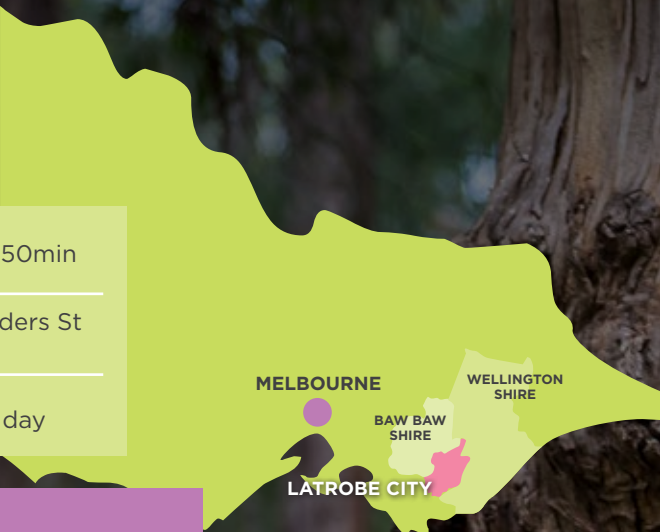 50min
ders St
day
MELBOURNE
WELLINGTON
SHIRE
BAW BAW
SHIRE
LATROBE CITY